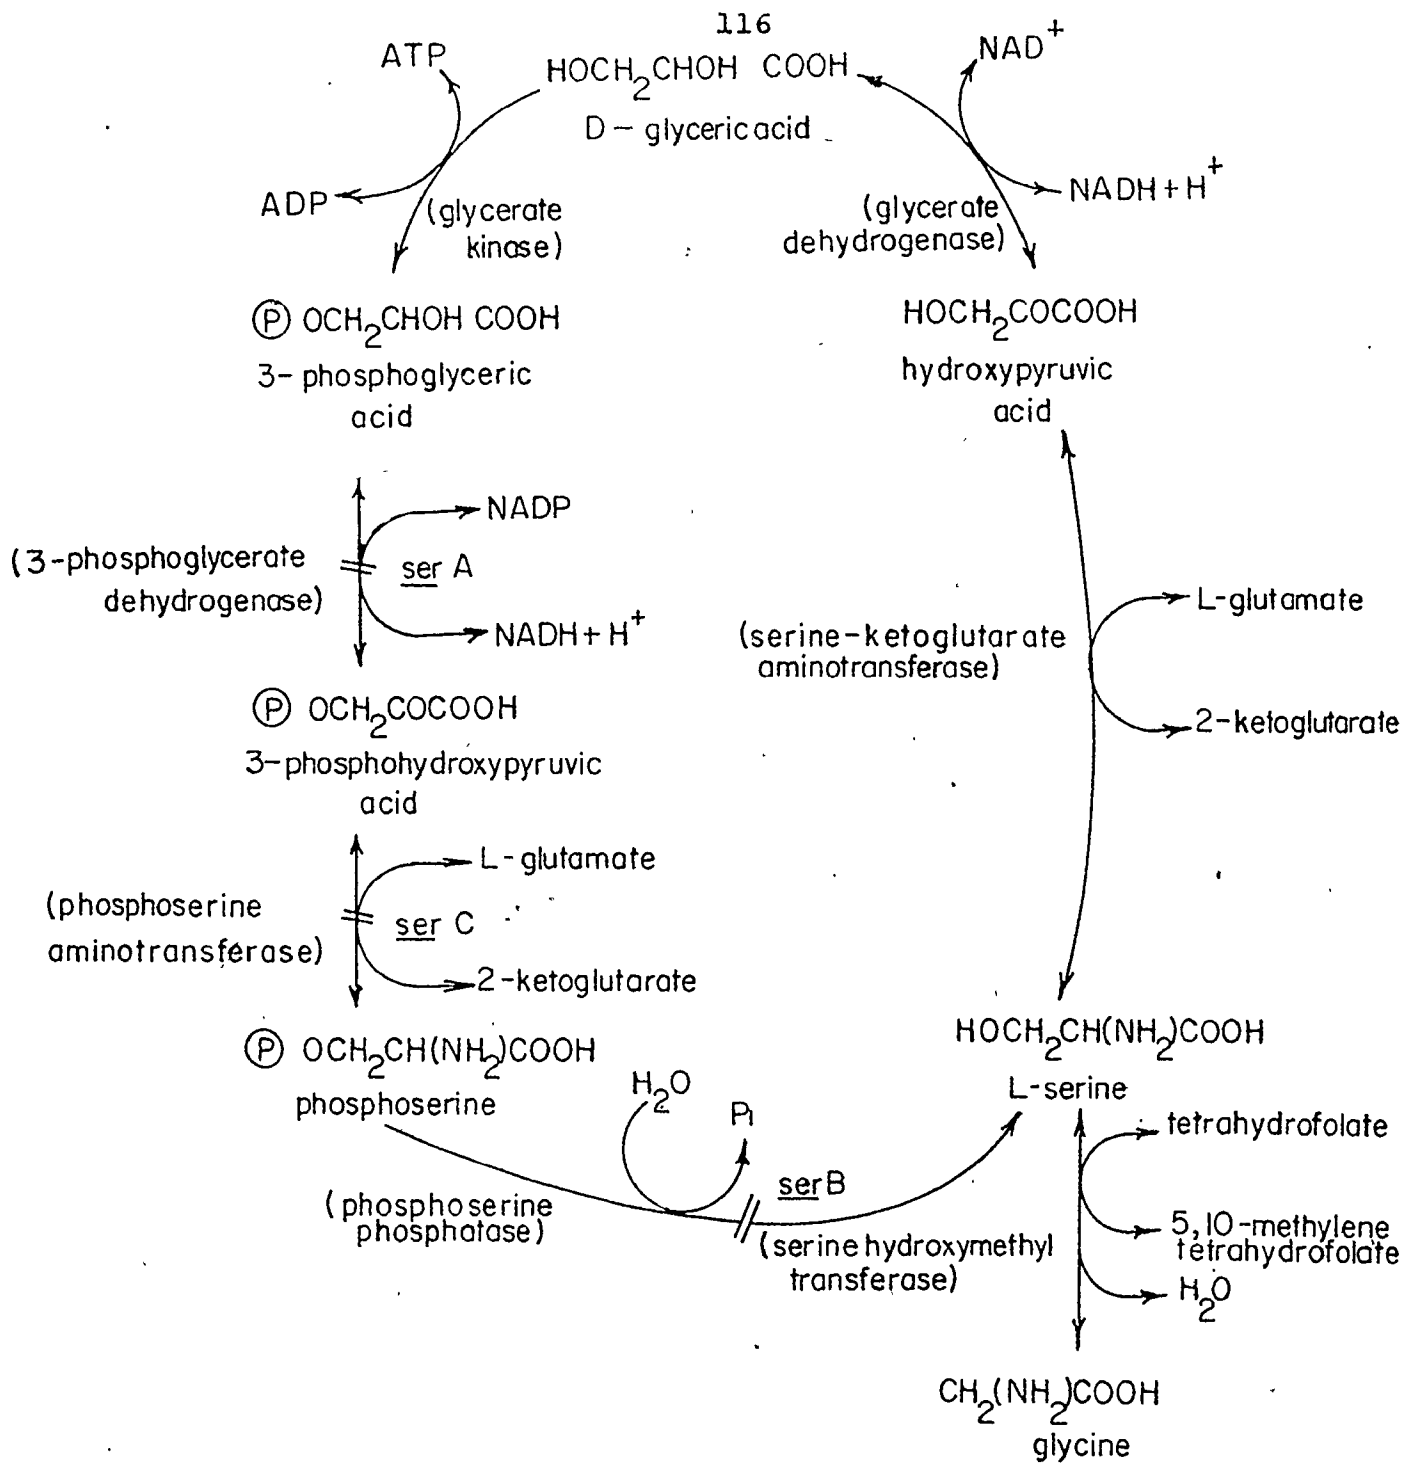 116
ATP
HOCH2CHOH COOH
NAD+
D- glyceric acid
ADP
(glycerate
kinase)
(glycerate
dehydrogenase)
NADH + H+
Ⓟ OCH2CHOH COOH
3- phosphoglyceric
acid
HOCH2COCOOH
hydroxypyruvic
acid
NADP
(3-phosphoglycerate
dehydrogenase)
ser A
NADH + H+
(serine-ketoglutarate
aminotransferase)
L-glutamate
2-ketoglutarate
Ⓟ OCH2COCOOH
3-phosphohydroxypyruvic
acid
L-glutamate
(phosphoserine
aminotransferase)
ser C
2-ketoglutarate
Ⓟ OCH2CH(NH2)COOH
phosphoserine
HOCH2CH(NH2)COOH
L-serine
H2O
Pi
(phosphoserine
phosphatase)
ser B
(serine hydroxymethyl
transferase)
tetrahydrofolate
5,10-methylene
tetrahydrofolate
H2O
CH2(NH2)COOH
glycine